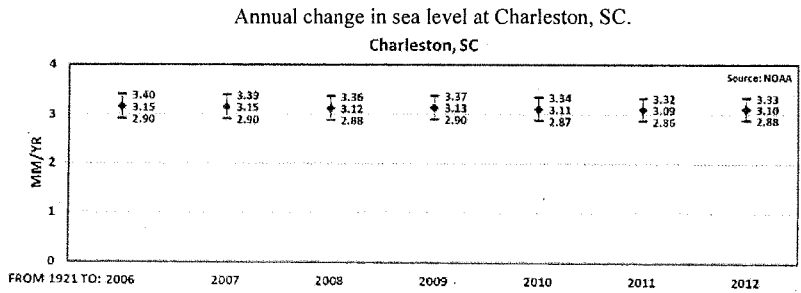 Annual change in sea level at Charleston, SC.
Charleston, SC
4
Source: NOAA
3.40 3.39 3.36 3.37 3.34 3.32 3.33
3.15 3.15 3.12 3.13 3.11 3.09 3.10
3
2.90 2.90 2.88 2.90 2.87 2.86 2.88
MM/YR
2
1
0
FROM 1921 TO: 2006 2007 2008 2009 2010 2011 2012